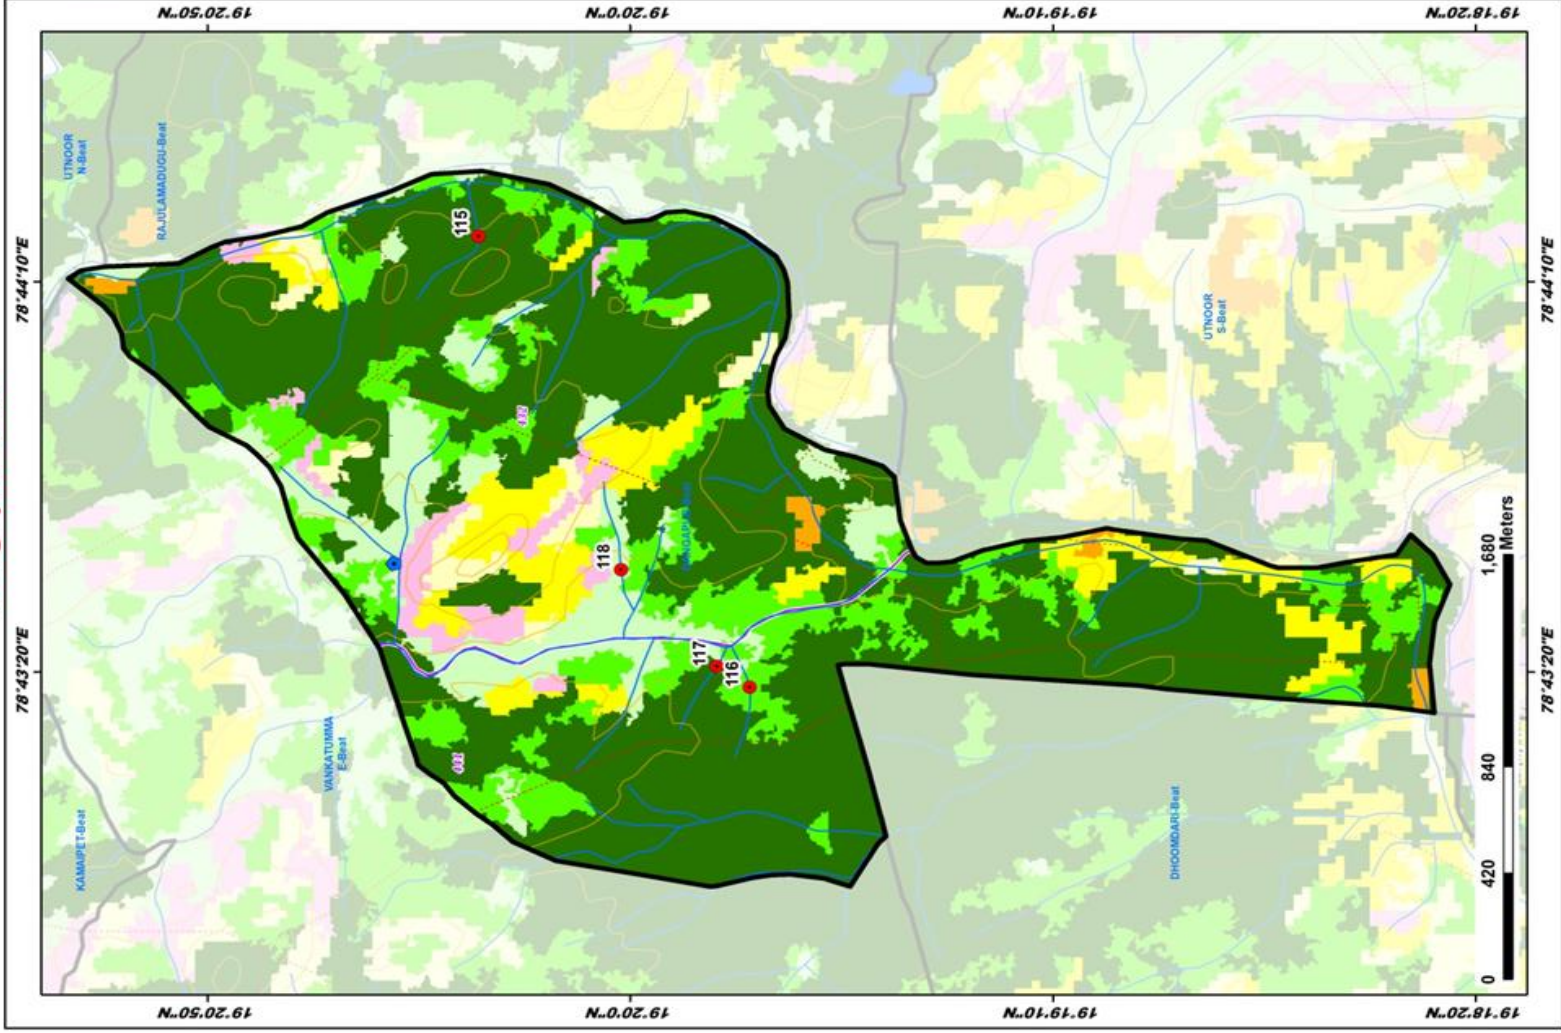 19°20'50"N
19°20'0"N
19°19'10"N
19°18'20"N
UTNOOR
N-Beat
RAJULAMADUGU-Beat
115
78°44'10"E
78°44'10"E
UTNOOR
S-Beat
432
118
117
116
78°43'20"E
78°43'20"E
VANKATUMMA
E-Beat
KAMAIPET-Beat
DHOOMDARI-Beat
0
420
840
1,680
Meters
19°20'50"N
19°20'0"N
19°19'10"N
19°18'20"N